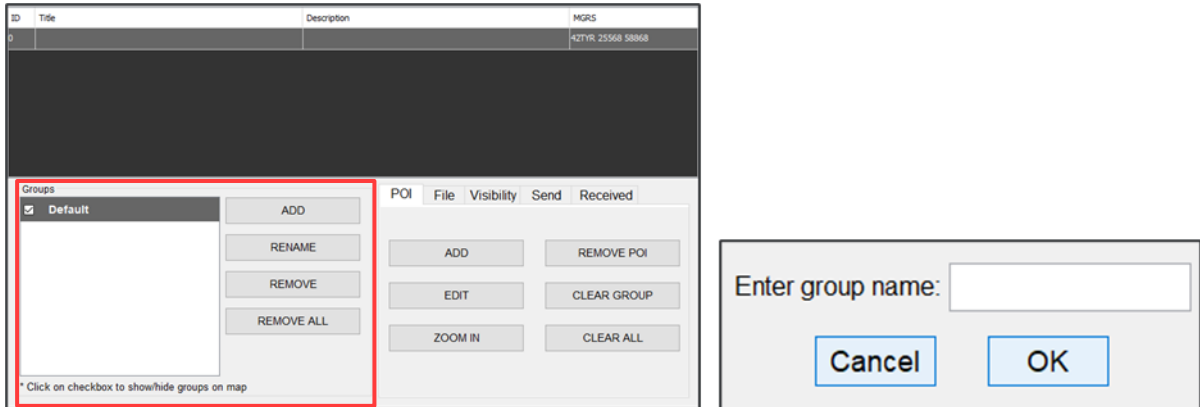 ID Title Description MGRS
0 42TYR 25568 58868
Groups
Default
ADD
RENAME
REMOVE
REMOVE ALL
* Click on checkbox to show/hide groups on map
POI File Visibility Send Received
ADD REMOVE POI
EDIT CLEAR GROUP
ZOOM IN CLEAR ALL
Enter group name:
Cancel OK